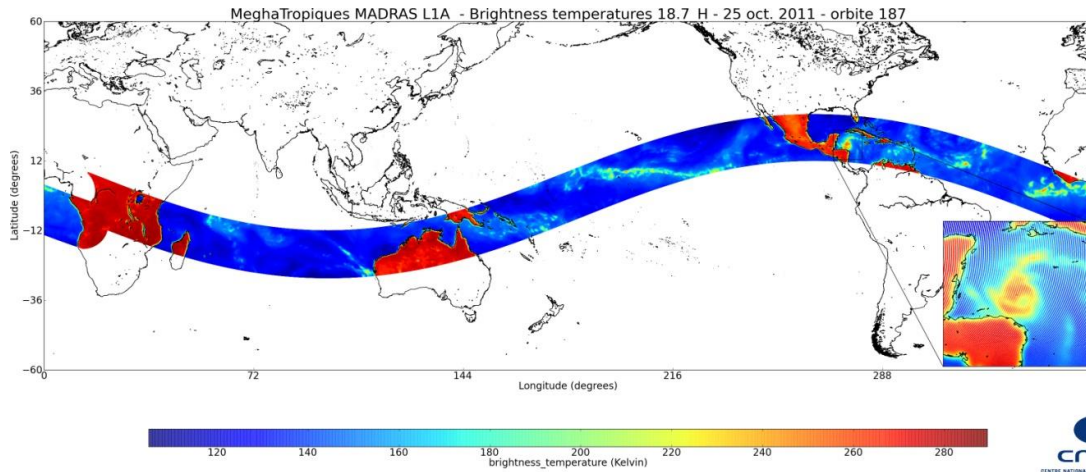 MeghaTropiques MADRAS L1A - Brightness temperatures 18.7 H - 25 oct. 2011 - orbite 187
60
36
12
−12
−36
−60
Latitude (degrees)
0 72 144 216 288
Longitude (degrees)
120 140 160 180 200 220 240 260 280
brightness_temperature (Kelvin)